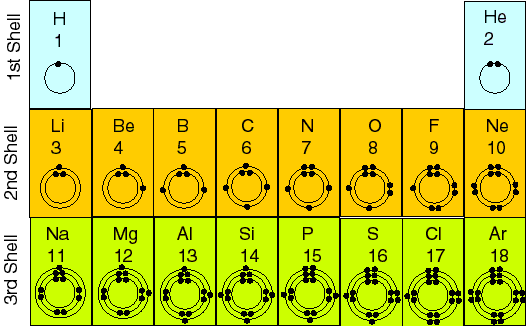 1st Shell
H
1
He
2
2nd Shell
Li
3
Be
4
B
5
C
6
N
7
O
8
F
9
Ne
10
3rd Shell
Na
11
Mg
12
Al
13
Si
14
P
15
S
16
Cl
17
Ar
18